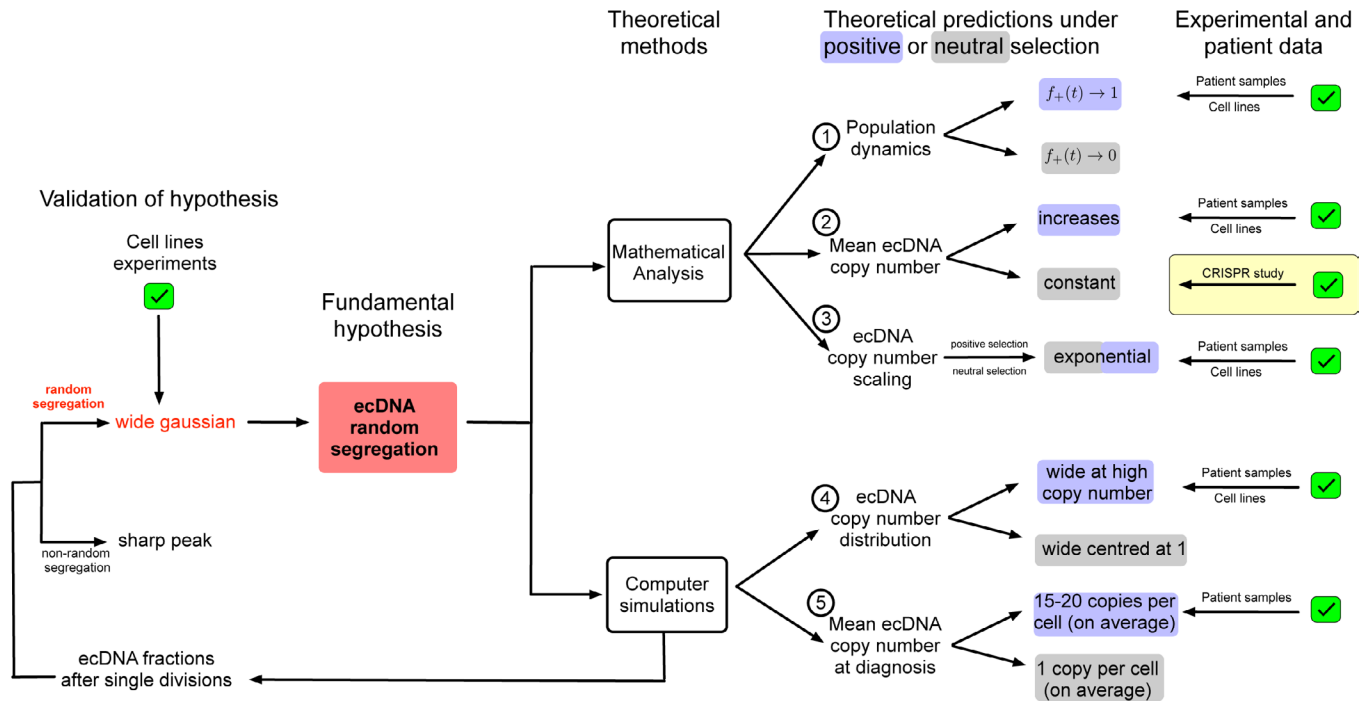 Theoretical
methods
Theoretical predictions under
positive or neutral selection
Experimental and
patient data
Validation of hypothesis
Cell lines
experiments
random
segregation
wide gaussian
non-random
segregation
sharp peak
ecDNA fractions
after single divisions
Fundamental
hypothesis
ecDNA
random
segregation
Mathematical
Analysis
Computer
simulations
1
Population
dynamics
f₊(t) → 1
Patient samples
Cell lines
f₊(t) → 0
2
Mean ecDNA
copy number
increases
Patient samples
Cell lines
constant
CRISPR study
3
ecDNA
copy number
scaling
positive selection
neutral selection
exponential
Patient samples
Cell lines
4
ecDNA
copy number
distribution
wide at high
copy number
Patient samples
Cell lines
wide centred at 1
5
Mean ecDNA
copy number
at diagnosis
15-20 copies per
cell (on average)
Patient samples
1 copy per cell
(on average)